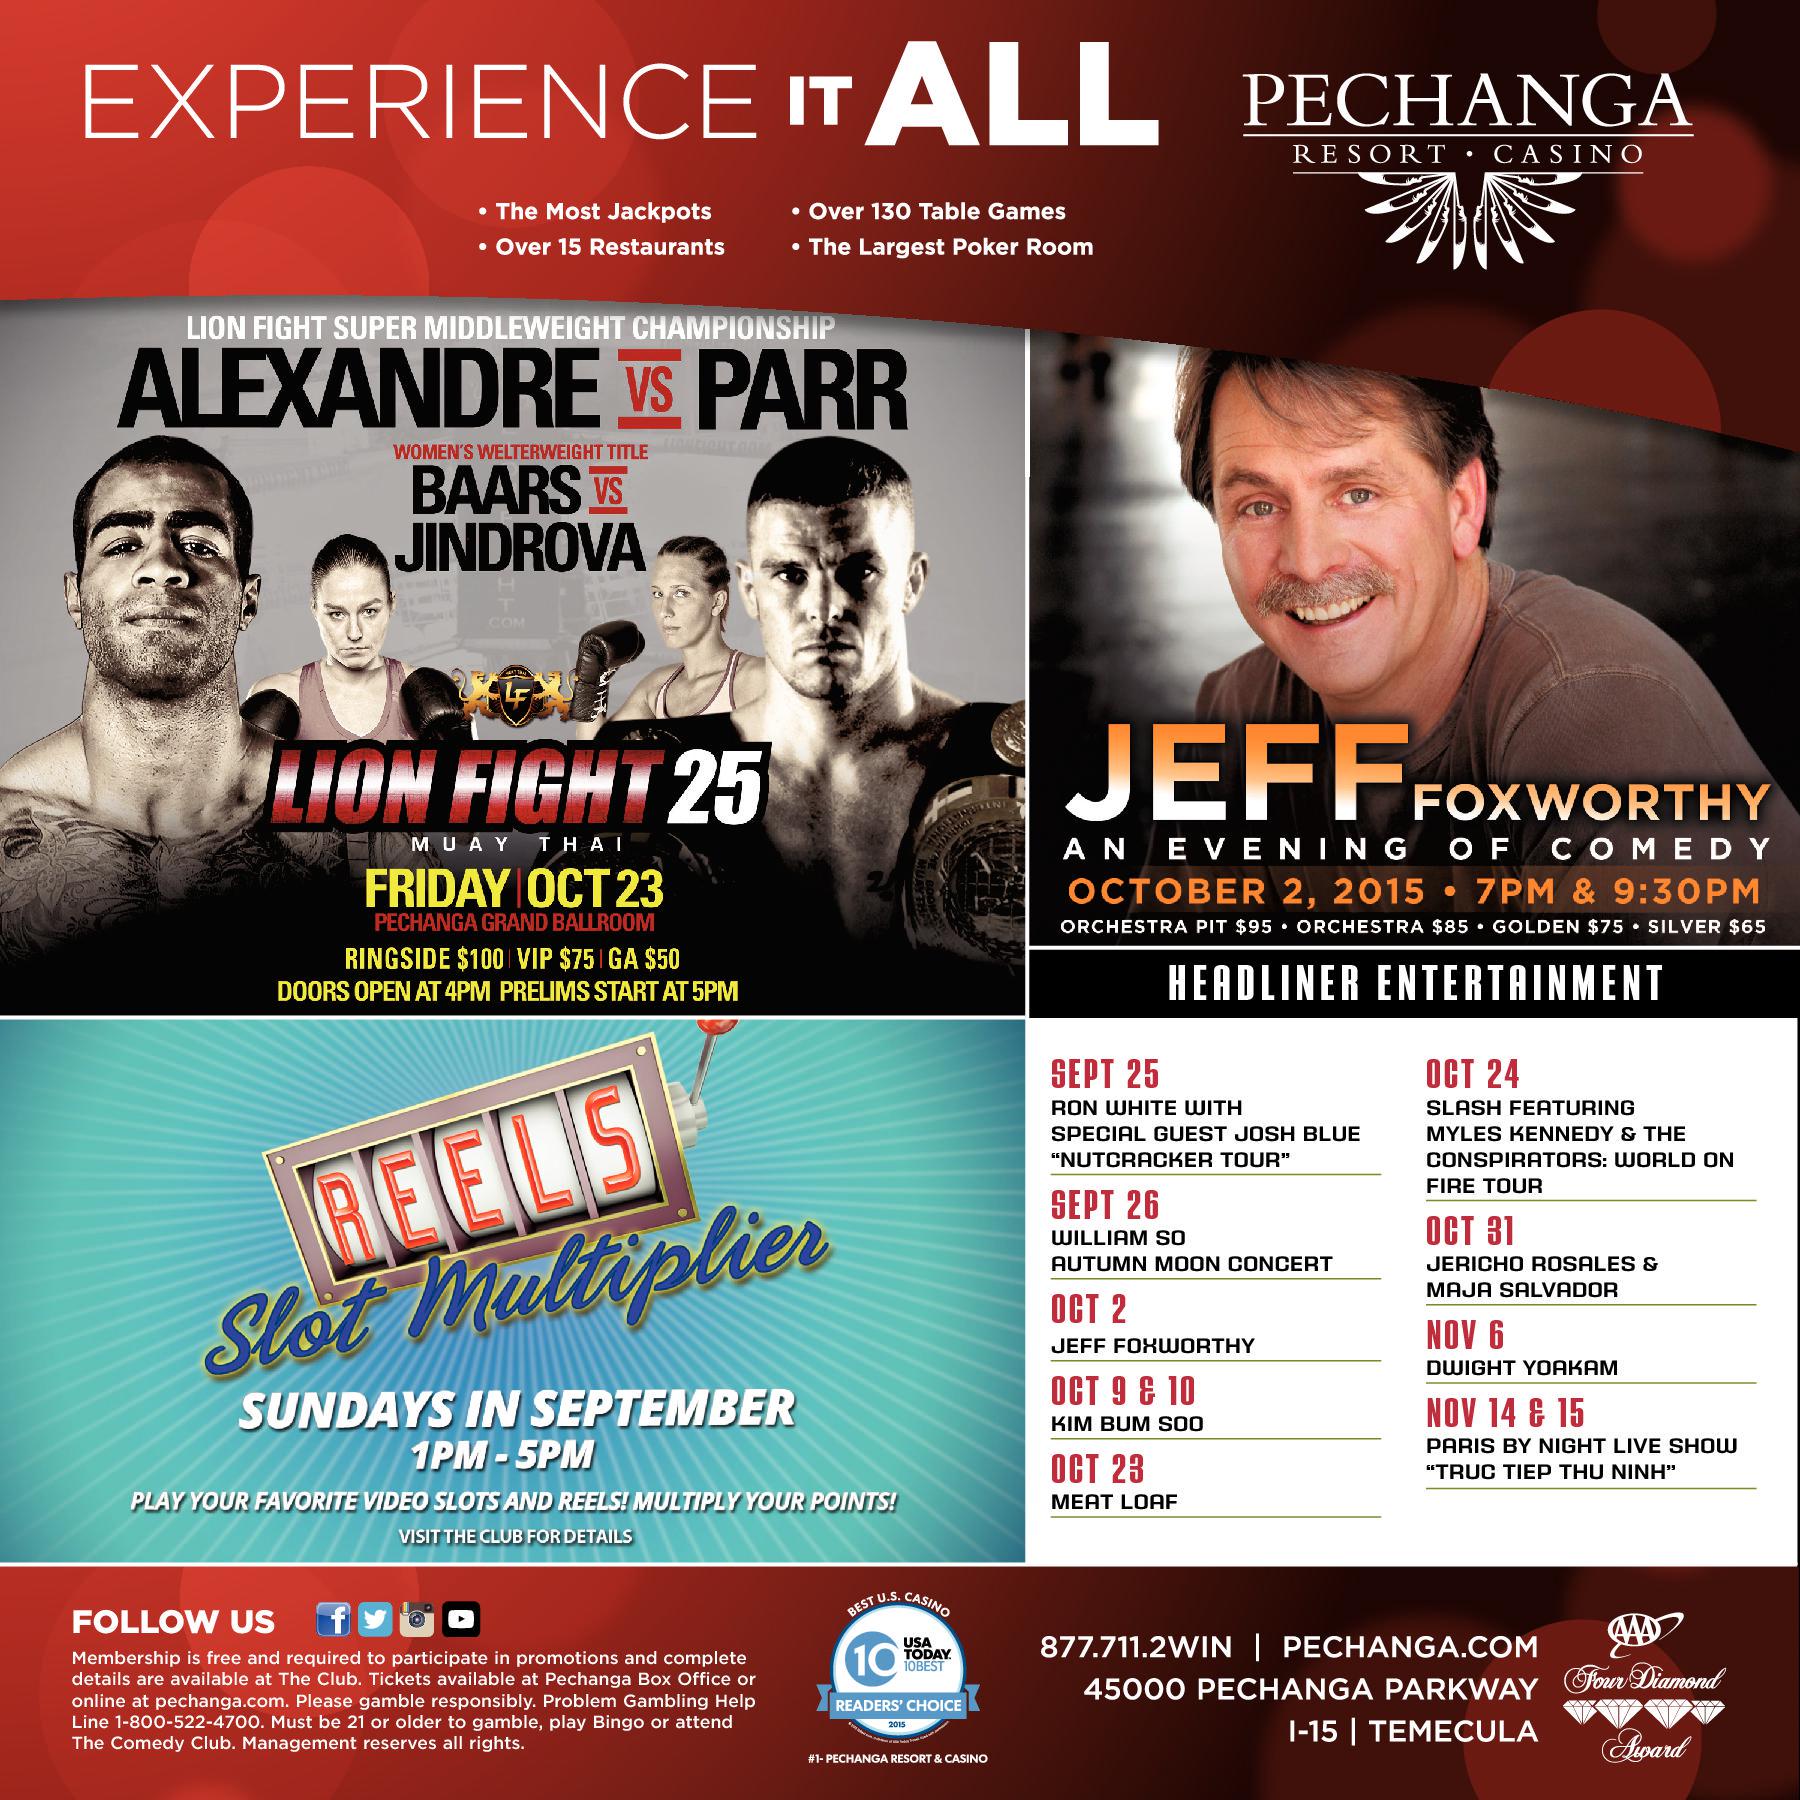 EXPERIENCE IT ALL
• The Most Jackpots
• Over 15 Restaurants
• Over 130 Table Games
• The Largest Poker Room
PECHANGA
RESORT • CASINO
LION FIGHT SUPER MIDDLEWEIGHT CHAMPIONSHIP
ALEXANDRE VS PARR
WOMEN'S WELTERWEIGHT TITLE
BAARS VS
JINDROVA
LF
LION FIGHT 25
MUAY THAI
FRIDAY | OCT 23
PECHANGA GRAND BALLROOM
RINGSIDE $100 | VIP $75 | GA $50
DOORS OPEN AT 4PM PRELIMS START AT 5PM
JEFF FOXWORTHY
AN EVENING OF COMEDY
OCTOBER 2, 2015 • 7PM & 9:30PM
ORCHESTRA PIT $95 • ORCHESTRA $85 • GOLDEN $75 • SILVER $65
HEADLINER ENTERTAINMENT
SEPT 25
RON WHITE WITH
SPECIAL GUEST JOSH BLUE
“NUTCRACKER TOUR”
SEPT 26
WILLIAM SO
AUTUMN MOON CONCERT
OCT 2
JEFF FOXWORTHY
OCT 9 & 10
KIM BUM SOO
OCT 23
MEAT LOAF
OCT 24
SLASH FEATURING
MYLES KENNEDY & THE
CONSPIRATORS: WORLD ON
FIRE TOUR
OCT 31
JERICHO ROSALES &
MAJA SALVADOR
NOV 6
DWIGHT YOAKAM
NOV 14 & 15
PARIS BY NIGHT LIVE SHOW
“TRUC TIEP THU NINH”
REELS
Slot Multiplier
SUNDAYS IN SEPTEMBER
1PM - 5PM
PLAY YOUR FAVORITE VIDEO SLOTS AND REELS! MULTIPLY YOUR POINTS!
VISIT THE CLUB FOR DETAILS
FOLLOW US
Membership is free and required to participate in promotions and complete
details are available at The Club. Tickets available at Pechanga Box Office or
online at pechanga.com. Please gamble responsibly. Problem Gambling Help
Line 1-800-522-4700. Must be 21 or older to gamble, play Bingo or attend
The Comedy Club. Management reserves all rights.
BEST U.S. CASINO
10
USA
TODAY
10BEST
READERS' CHOICE
2015
#1- PECHANGA RESORT & CASINO
877.711.2WIN | PECHANGA.COM
45000 PECHANGA PARKWAY
I-15 | TEMECULA
AAA
Four Diamond
Award